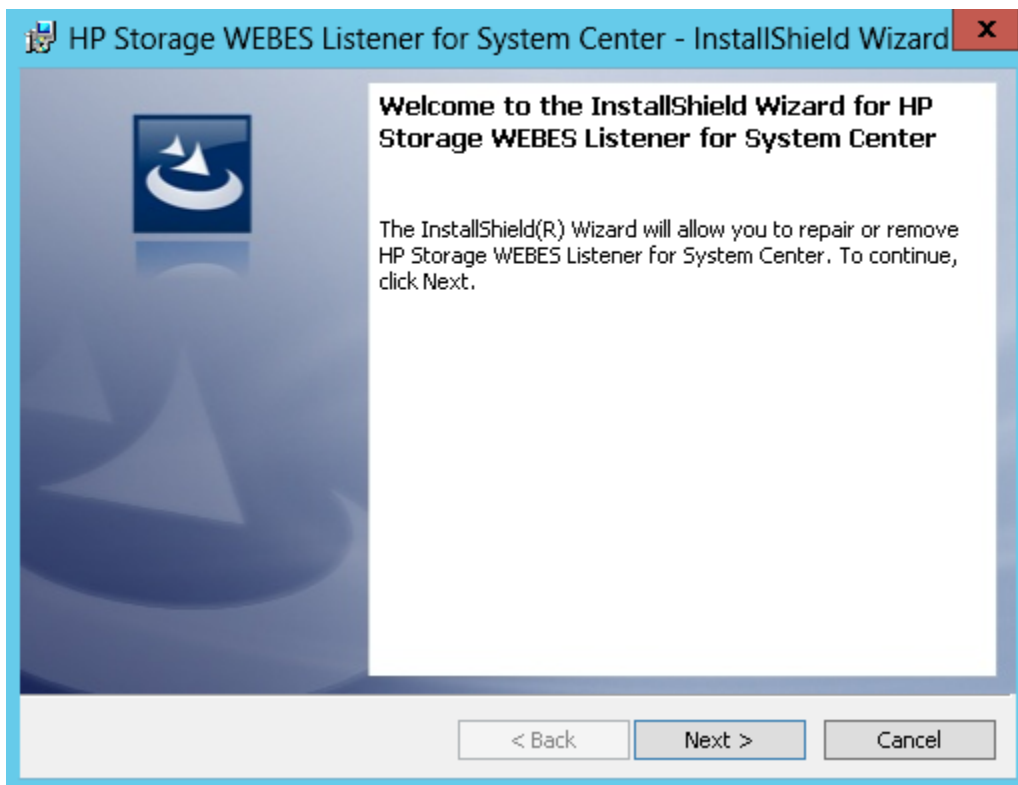 HP Storage WEBES Listener for System Center - InstallShield Wizard
x
Welcome to the InstallShield Wizard for HP
Storage WEBES Listener for System Center
The InstallShield(R) Wizard will allow you to repair or remove
HP Storage WEBES Listener for System Center. To continue,
click Next.
< Back
Next >
Cancel